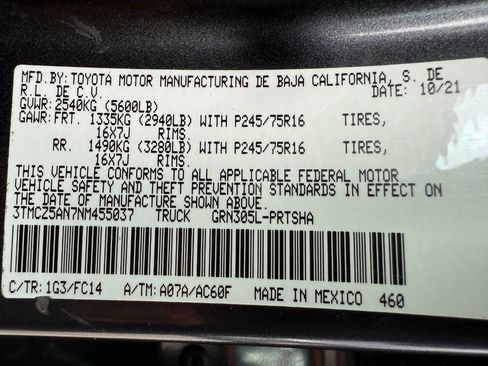 MFD.BY: TOYOTA MOTOR MANUFACTURING DE BAJA CALIFORNIA, S. DE
R.L. DE C.V. DATE: 10/21
GVWR: 2540KG (5600LB)
GAWR: FRT. 1335KG (2940LB) WITH P245/75R16 TIRES,
16X7J RIMS.
RR. 1490KG (3280LB) WITH P245/75R16 TIRES,
16X7J RIMS.
THIS VEHICLE CONFORMS TO ALL APPLICABLE FEDERAL MOTOR
VEHICLE SAFETY AND THEFT PREVENTION STANDARDS IN EFFECT ON
THE DATE OF MANUFACTURE SHOWN ABOVE.
3TMCZ5AN7NM455037 TRUCK GRN305L-PRTSHA
C/TR: 1G3/FC14 A/TM: A07A/AC60F MADE IN MEXICO 460